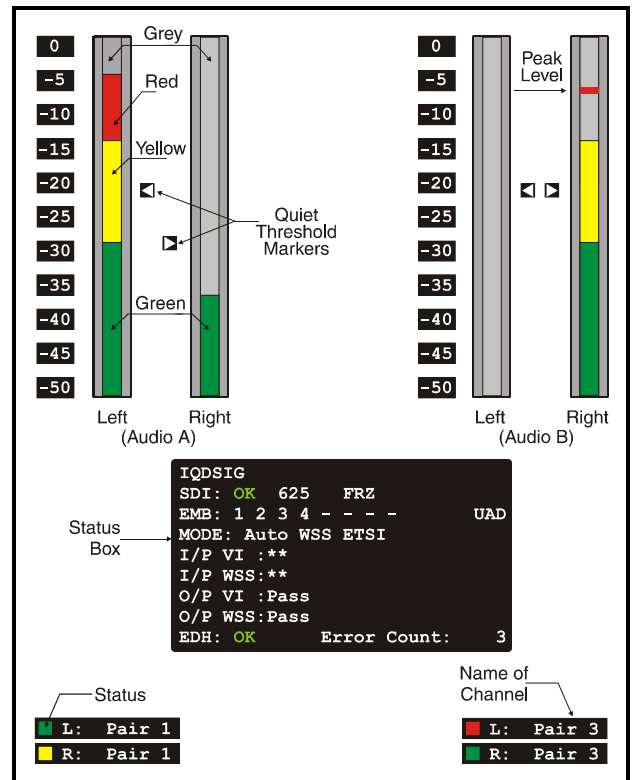 0
-5
-10
-15
-20
-25
-30
-35
-40
-45
-50
Grey
Red
Yellow
Quiet
Threshold
Markers
Green
Left Right
(Audio A)
0
-5
-10
-15
-20
-25
-30
-35
-40
-45
-50
Peak
Level
Left Right
(Audio B)
Status
Box
IQDSIG
SDI: OK 625 FRZ
EMB: 1 2 3 4 - - - - UAD
MODE: Auto WSS ETSI
I/P VI :**
I/P WSS:**
O/P VI :Pass
O/P WSS:Pass
EDH: OK Error Count: 3
Status
L: Pair 1
R: Pair 1
Name of
Channel
L: Pair 3
R: Pair 3